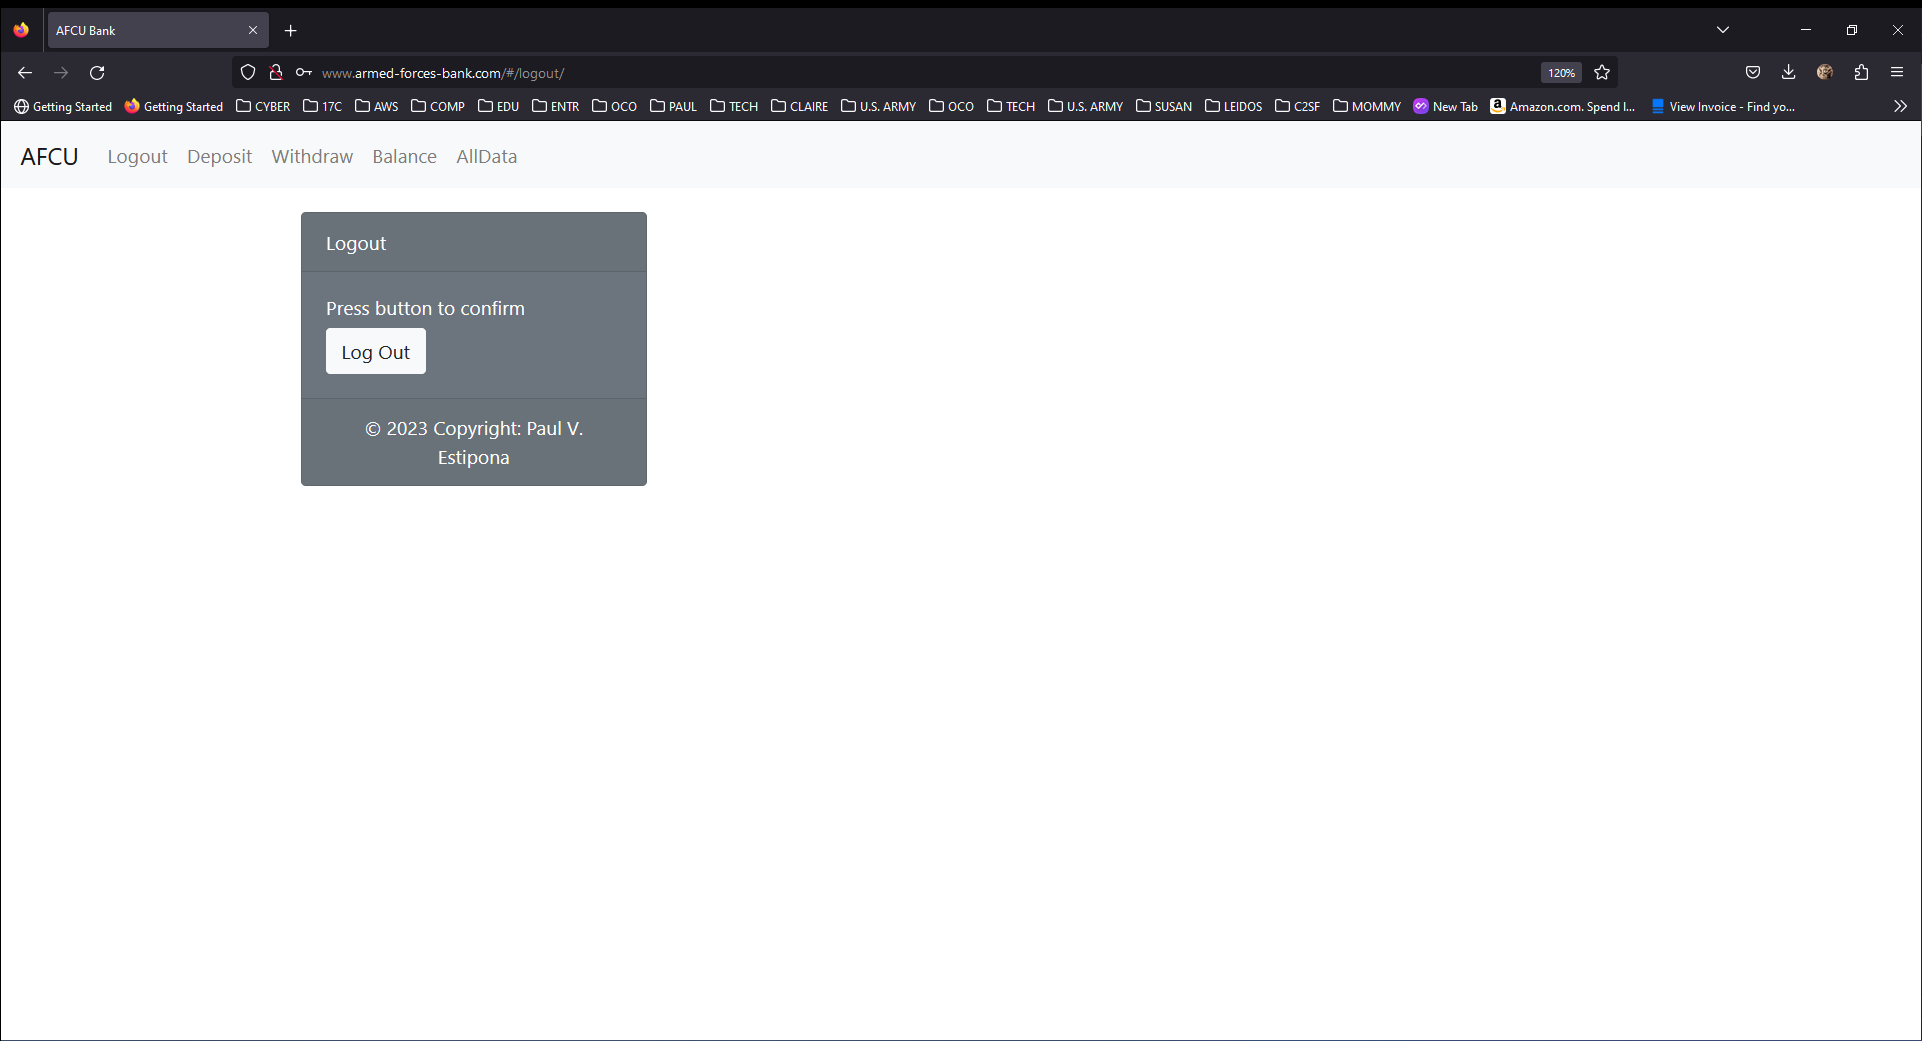 AFCU Bank
www.armed-forces-bank.com/#/logout/
120%
Getting Started Getting Started CYBER 17C AWS COMP EDU ENTR OCO PAUL TECH CLAIRE U.S. ARMY OCO TECH U.S. ARMY SUSAN LEIDOS C2SF MOMMY New Tab Amazon.com. Spend l... View Invoice - Find yo...
AFCU Logout Deposit Withdraw Balance AllData
Logout
Press button to confirm
Log Out
© 2023 Copyright: Paul V.
Estipona